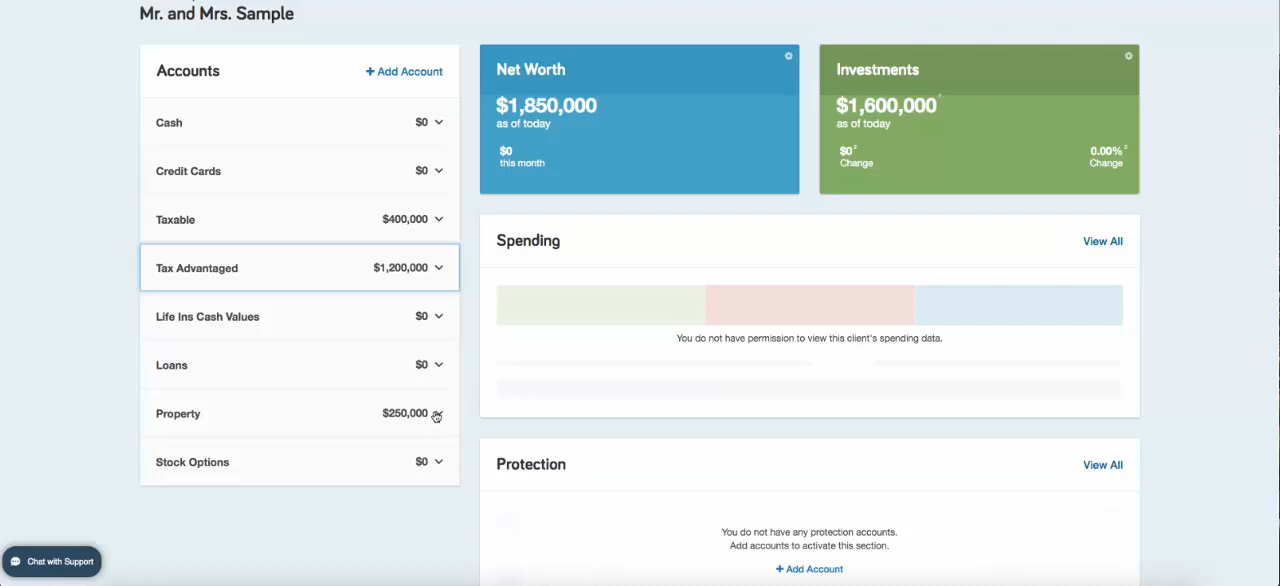 Mr. and Mrs. Sample
Accounts
+ Add Account
Cash $0
Credit Cards $0
Taxable $400,000
Tax Advantaged $1,200,000
Life Ins Cash Values $0
Loans $0
Property $250,000
Stock Options $0
Net Worth
$1,850,000
as of today
$0
this month
Investments
$1,600,000
as of today
$0 2
Change
0.00% 2
Change
Spending
View All
You do not have permission to view this client's spending data.
Protection
View All
You do not have any protection accounts.
Add accounts to activate this section.
+ Add Account
Chat with Support